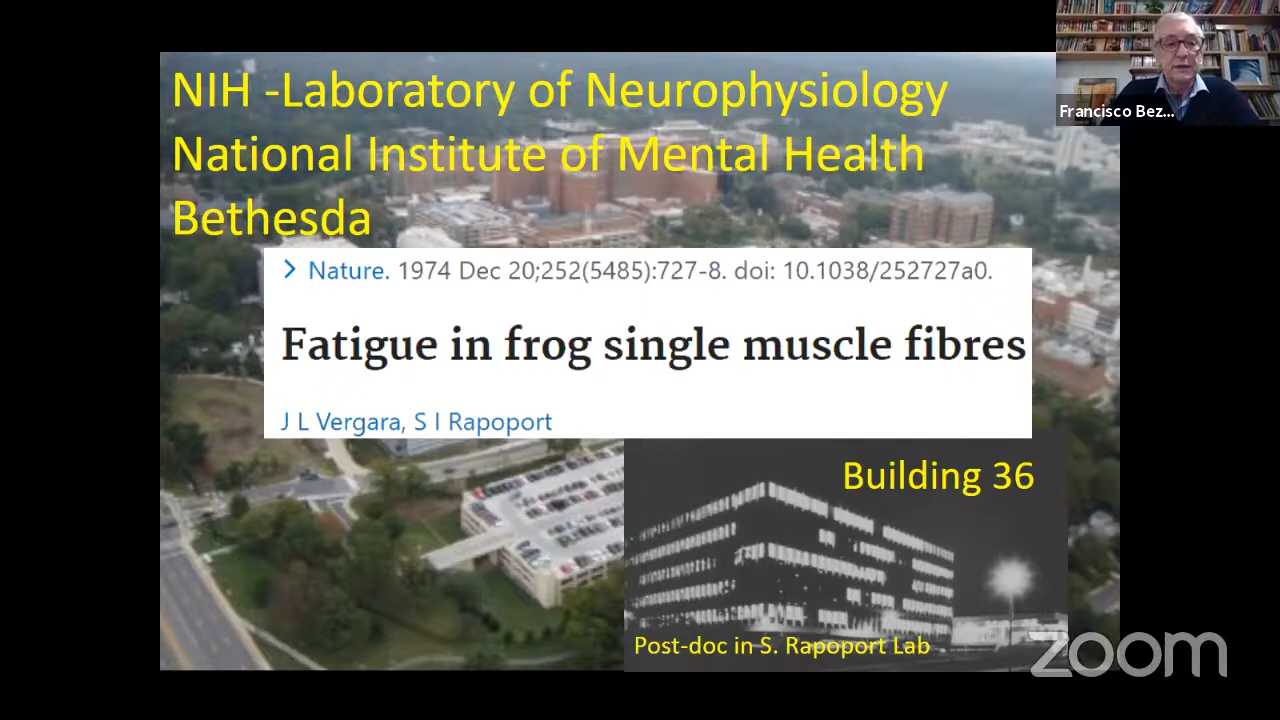 NIH -Laboratory of Neurophysiology
National Institute of Mental Health
Bethesda
Francisco Bez...
> Nature. 1974 Dec 20;252(5485):727-8. doi: 10.1038/252727a0.
Fatigue in frog single muscle fibres
J L Vergara, S I Rapoport
Building 36
Post-doc in S. Rapoport Lab
zoom